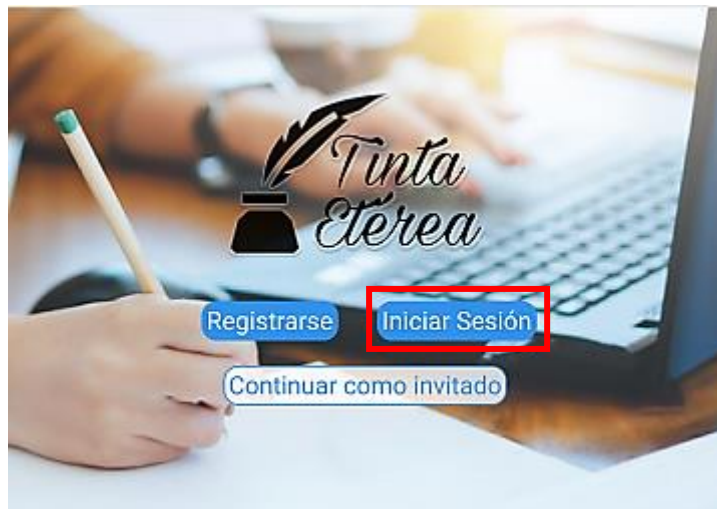 Tinta
Etérea
Registrarse
Iniciar Sesión
Continuar como invitado